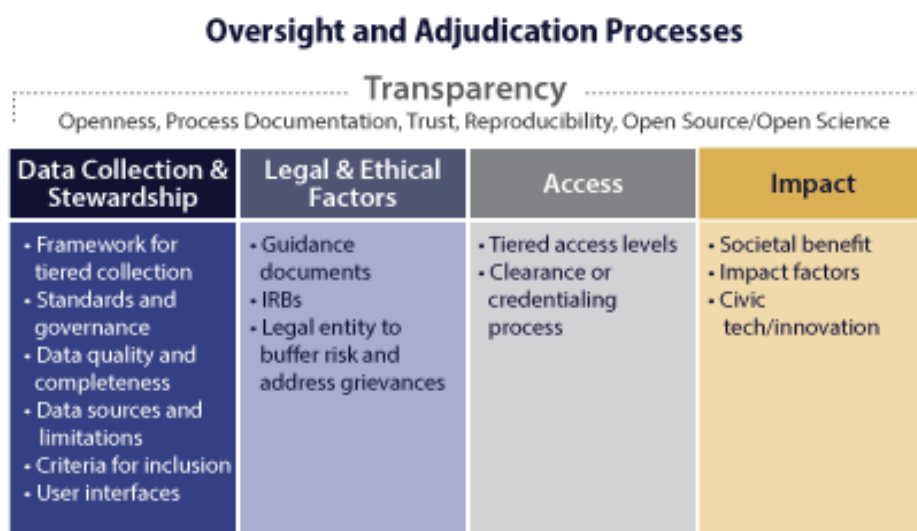 Oversight and Adjudication Processes
Transparency
Openness, Process Documentation, Trust, Reproducibility, Open Source/Open Science
Data Collection &
Stewardship
• Framework for
tiered collection
• Standards and
governance
• Data quality and
completeness
• Data sources and
limitations
• Criteria for inclusion
• User interfaces
Legal & Ethical
Factors
• Guidance
documents
• IRBs
• Legal entity to
buffer risk and
address grievances
Access
• Tiered access levels
• Clearance or
credentialing
process
Impact
• Societal benefit
• Impact factors
• Civic
tech/innovation